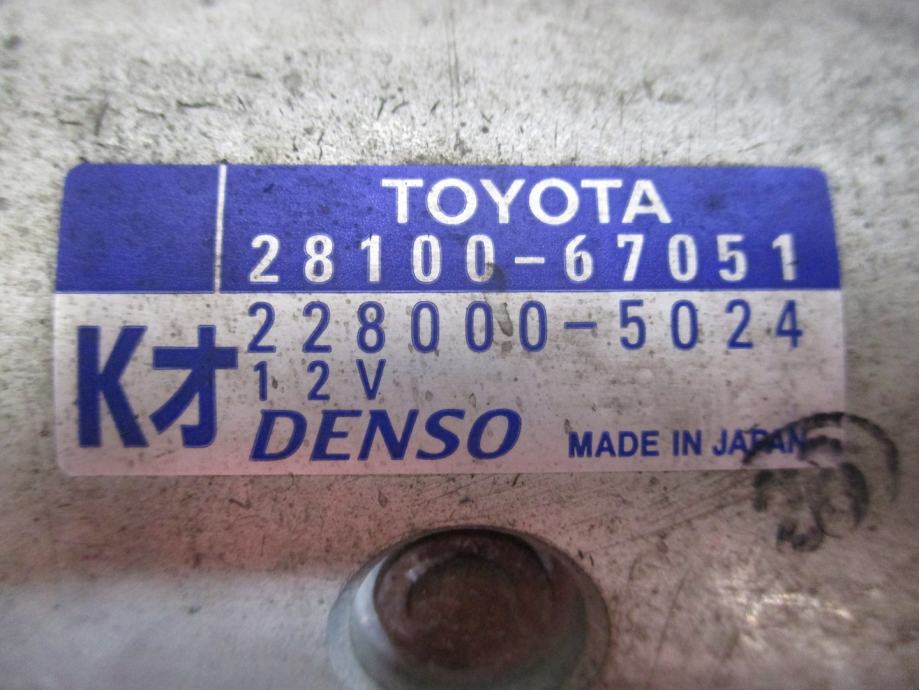 TOYOTA
28100-67051
Kオ
228000-5024
12V
DENSO
MADE IN JAPAN